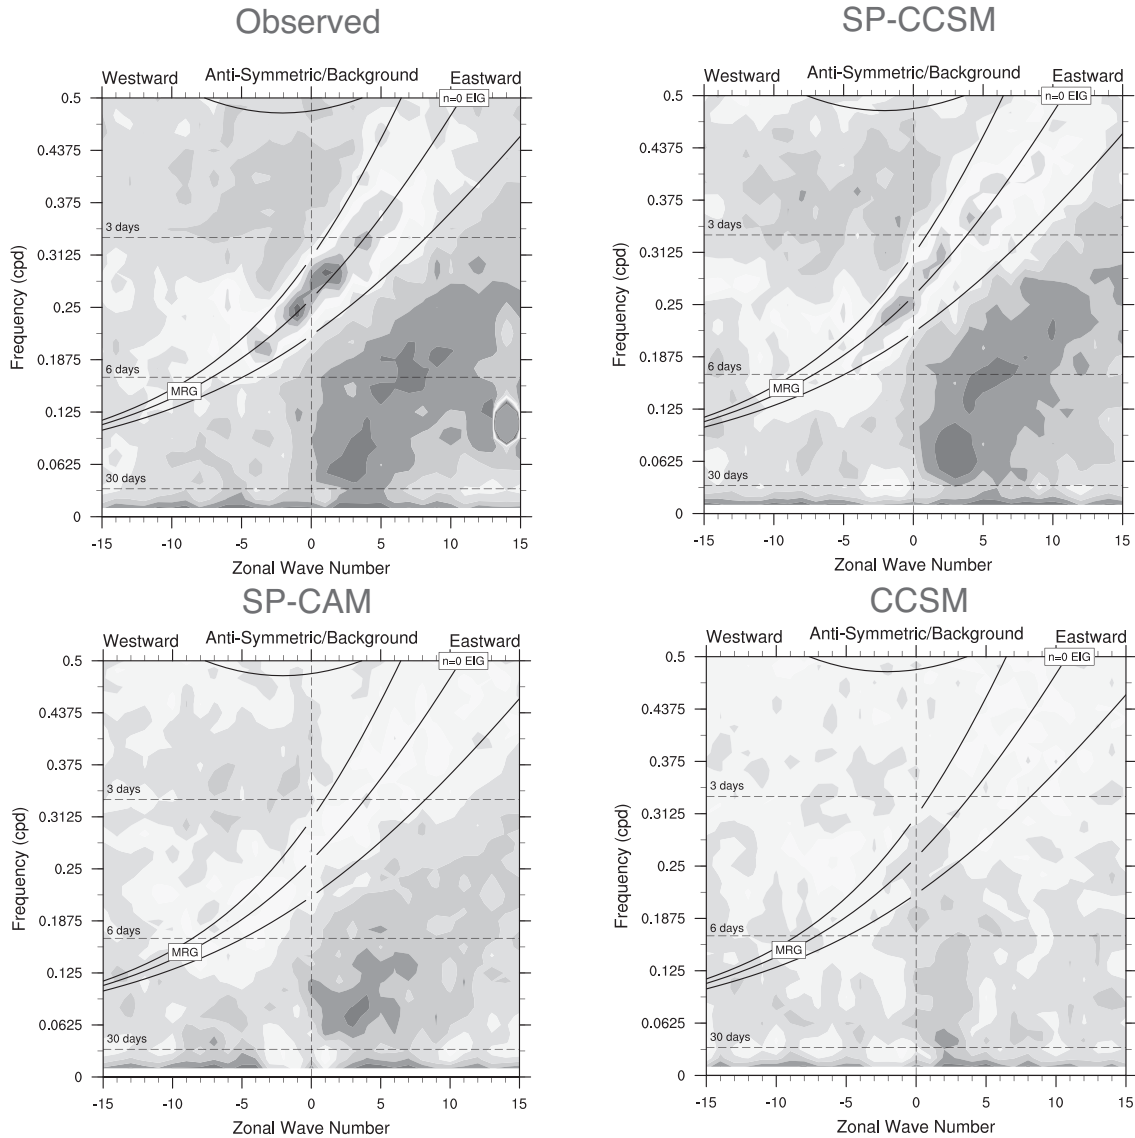 Observed
Westward Anti-Symmetric/Background Eastward
n=0 EIG
0.5
0.4375
0.375
3 days
0.3125
0.25
0.1875
6 days
MRG
0.125
0.0625
30 days
0
-15 -10 -5 0 5 10 15
Frequency (cpd)
Zonal Wave Number
SP-CCSM
Westward Anti-Symmetric/Background Eastward
n=0 EIG
0.5
0.4375
0.375
3 days
0.3125
0.25
0.1875
6 days
MRG
0.125
0.0625
30 days
0
-15 -10 -5 0 5 10 15
Frequency (cpd)
Zonal Wave Number
SP-CAM
Westward Anti-Symmetric/Background Eastward
n=0 EIG
0.5
0.4375
0.375
3 days
0.3125
0.25
0.1875
6 days
MRG
0.125
0.0625
30 days
0
-15 -10 -5 0 5 10 15
Frequency (cpd)
Zonal Wave Number
CCSM
Westward Anti-Symmetric/Background Eastward
n=0 EIG
0.5
0.4375
0.375
3 days
0.3125
0.25
0.1875
6 days
MRG
0.125
0.0625
30 days
0
-15 -10 -5 0 5 10 15
Frequency (cpd)
Zonal Wave Number